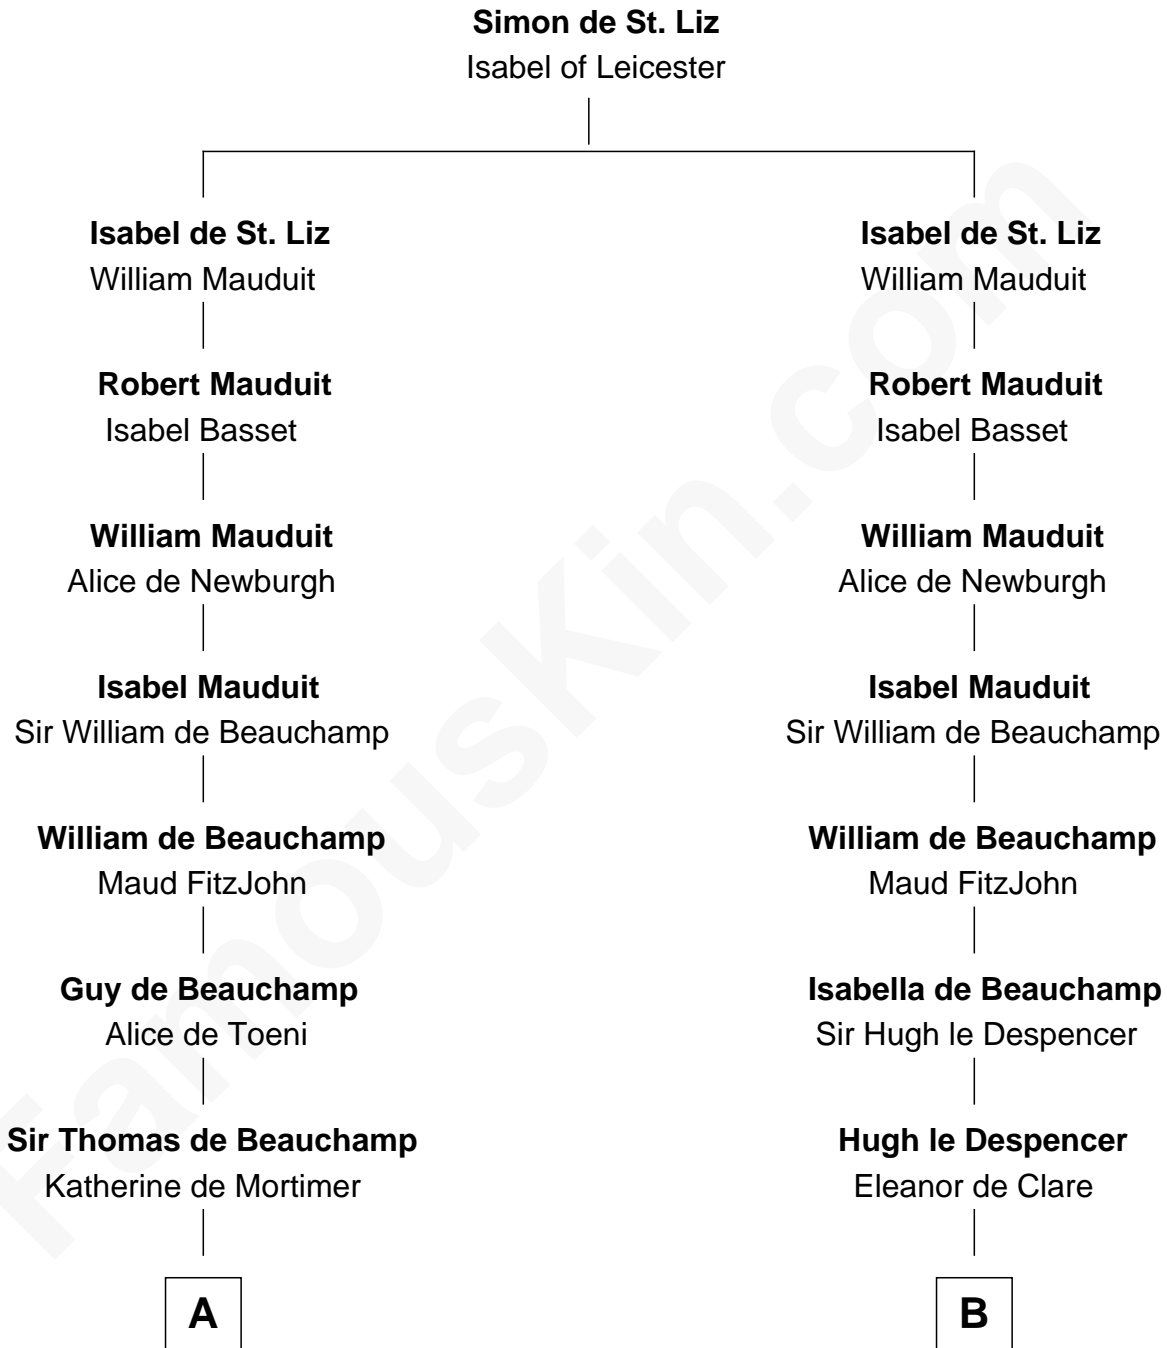 Simon de St. Liz
Isabel of Leicester
Isabel de St. Liz
William Mauduit
Isabel de St. Liz
William Mauduit
Robert Mauduit
Isabel Basset
Robert Mauduit
Isabel Basset
William Mauduit
Alice de Newburgh
William Mauduit
Alice de Newburgh
Isabel Mauduit
Sir William de Beauchamp
Isabel Mauduit
Sir William de Beauchamp
William de Beauchamp
Maud FitzJohn
William de Beauchamp
Maud FitzJohn
Guy de Beauchamp
Alice de Toeni
Isabella de Beauchamp
Sir Hugh le Despencer
Sir Thomas de Beauchamp
Katherine de Mortimer
Hugh le Despencer
Eleanor de Clare
A
B
FamousKin.com